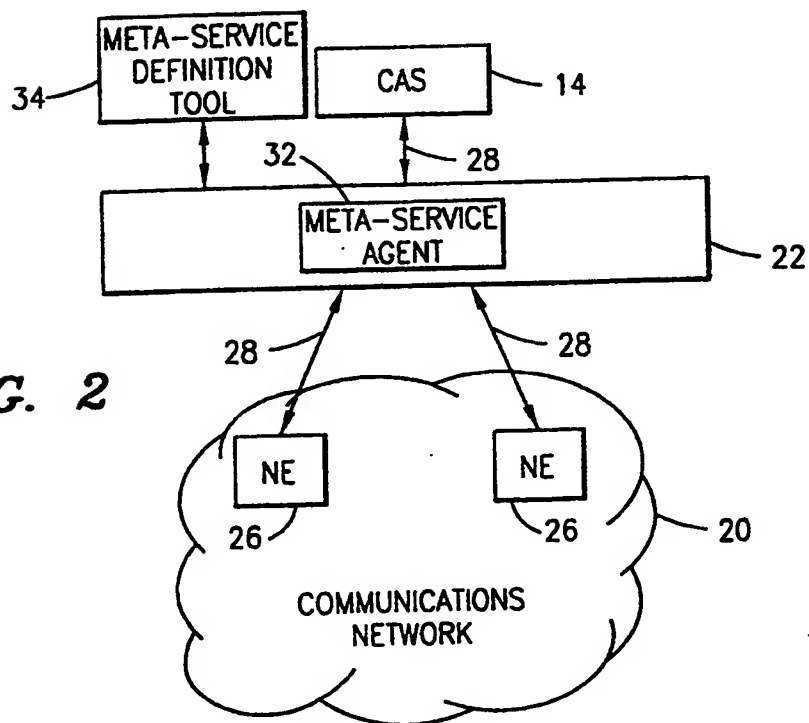 META-SERVICE
DEFINITION
TOOL
34
CAS
14
32
28
META-SERVICE
AGENT
22
28
28
G. 2
NE
NE
26
26
20
COMMUNICATIONS
NETWORK